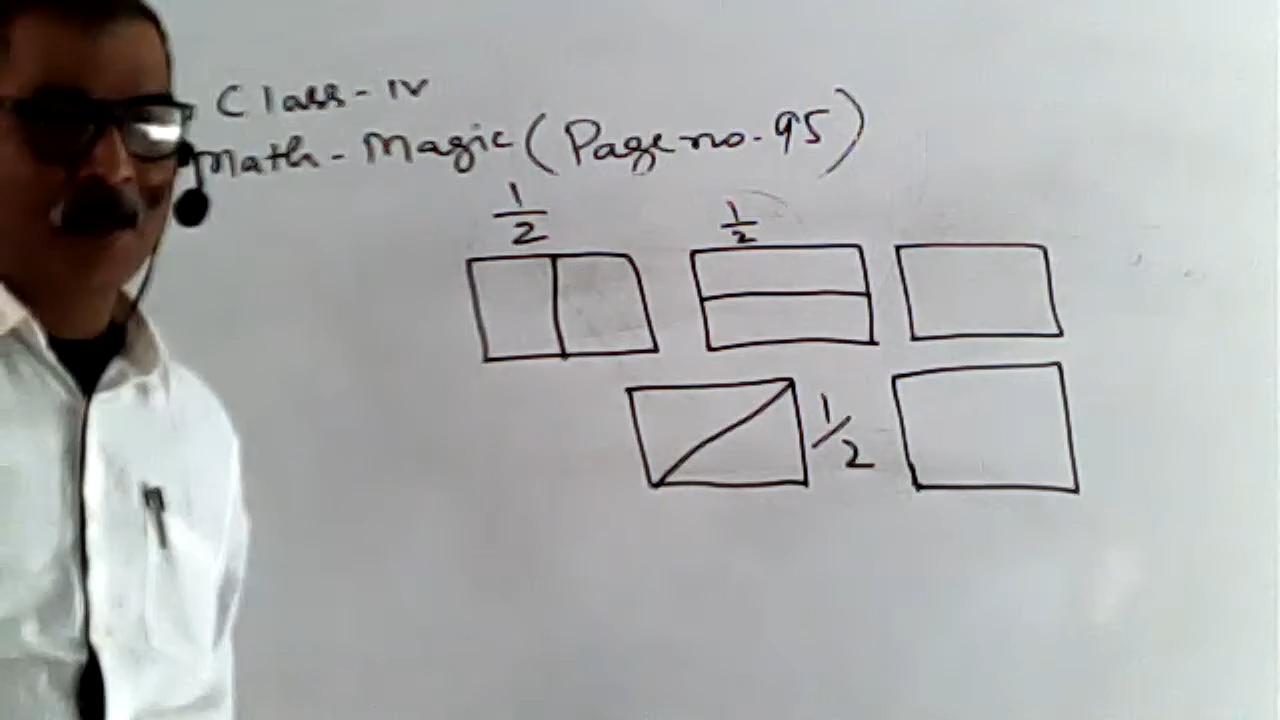 Class-IV
Math-Magic (Page no. 95)
1/2 1/2
1/2